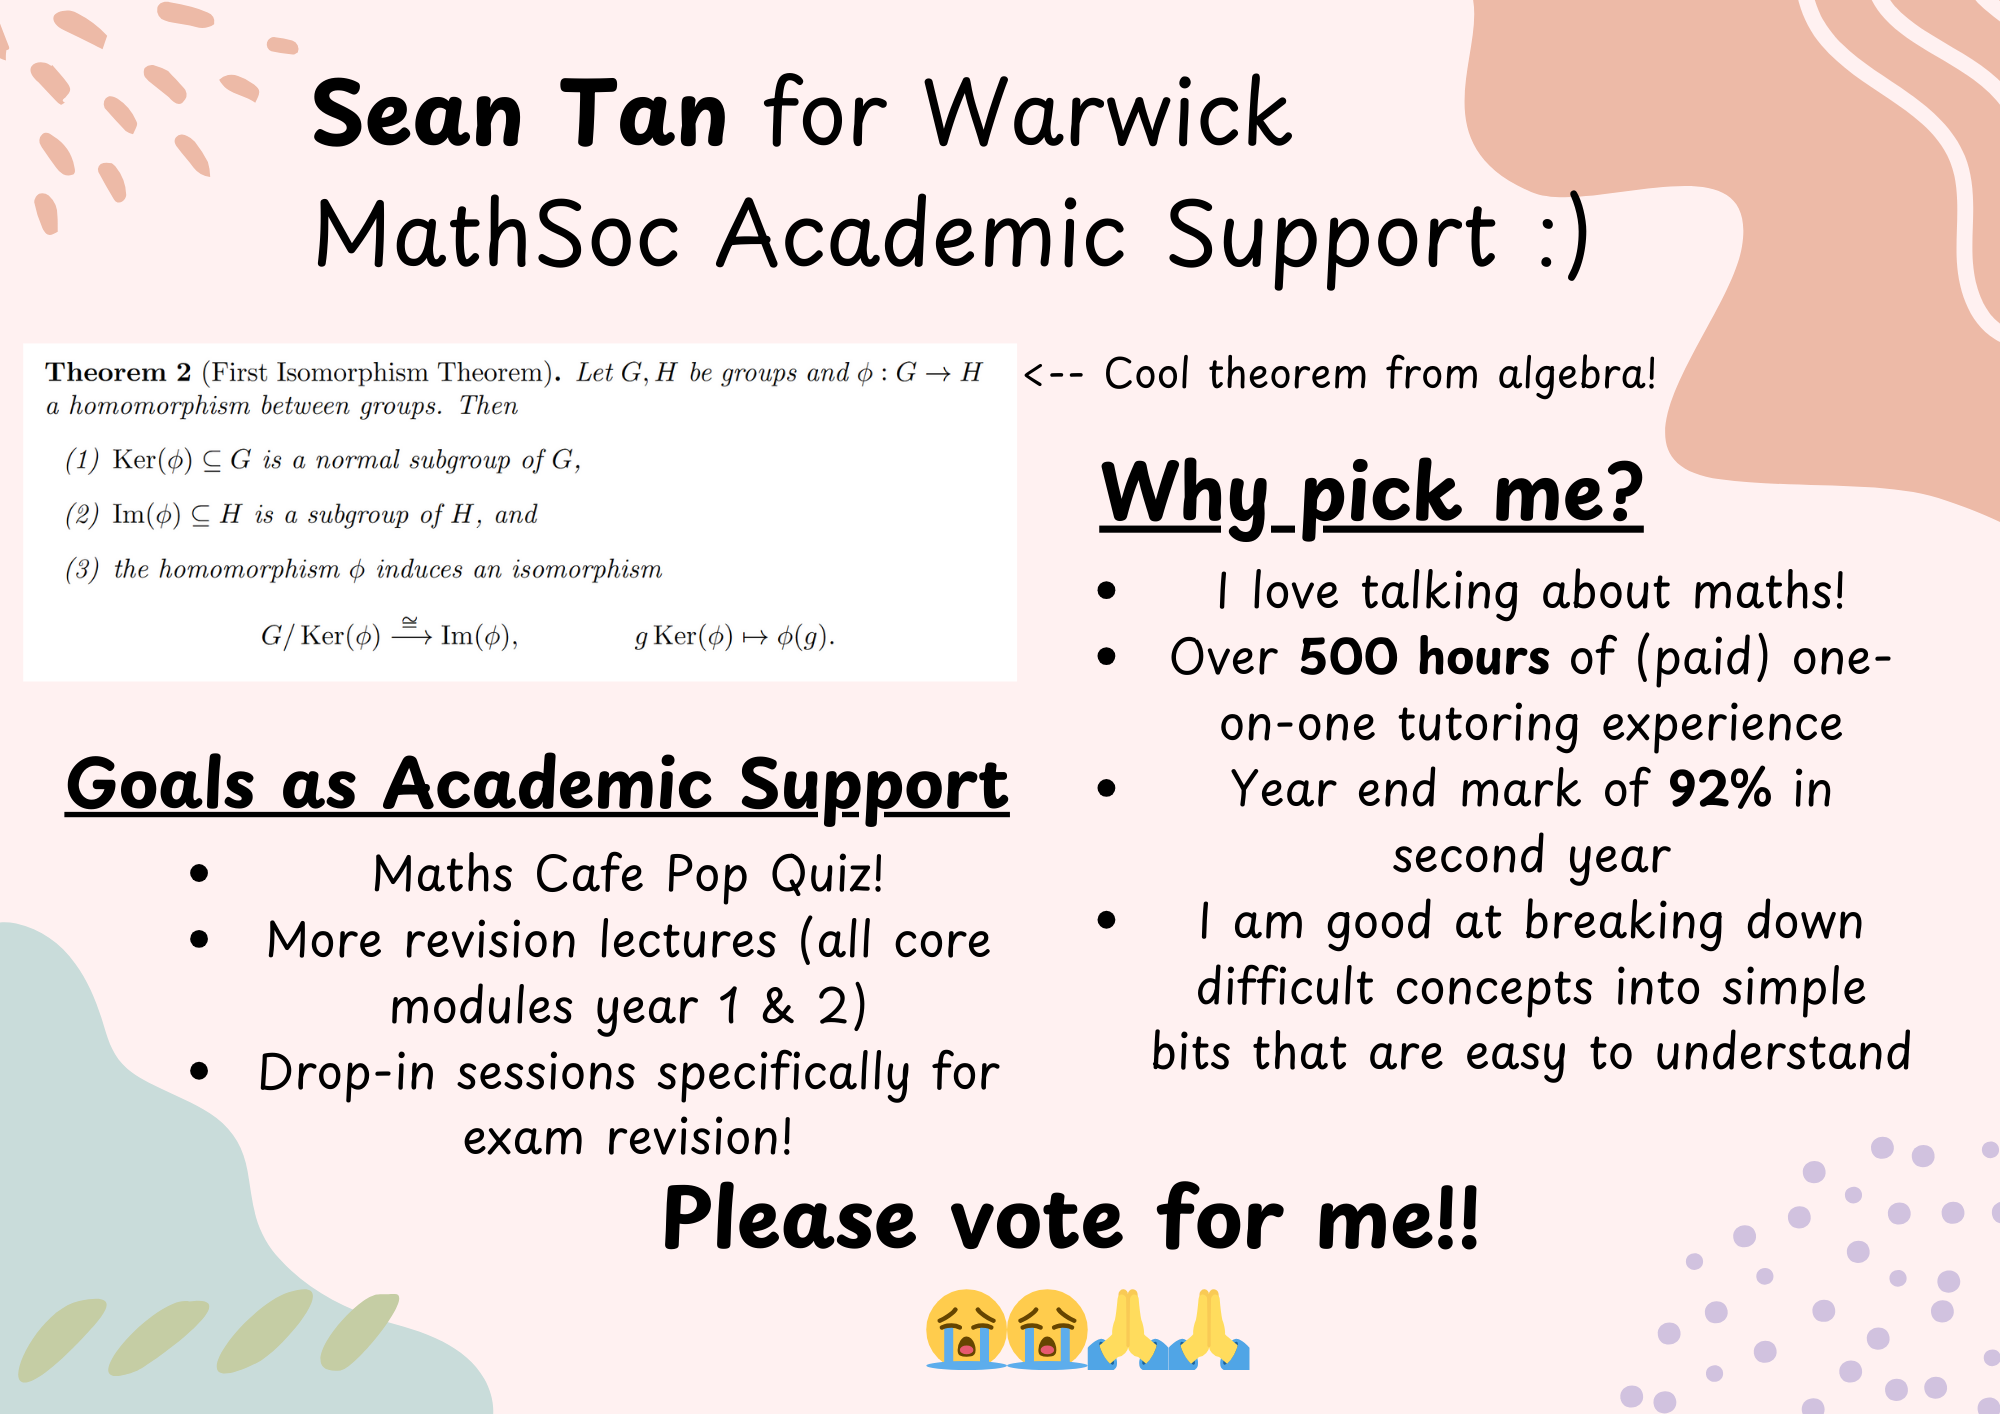 Sean Tan for Warwick
MathSoc Academic Support :)
Theorem 2 (First Isomorphism Theorem). Let G, H be groups and ϕ : G → H
a homomorphism between groups. Then
(1) Ker(ϕ) ⊆ G is a normal subgroup of G,
(2) Im(ϕ) ⊆ H is a subgroup of H, and
(3) the homomorphism ϕ induces an isomorphism
G/ Ker(ϕ) ≅⟶ Im(ϕ), g Ker(ϕ) ↦ ϕ(g).
<-- Cool theorem from algebra!
Goals as Academic Support
• Maths Cafe Pop Quiz!
• More revision lectures (all core
modules year 1 & 2)
• Drop-in sessions specifically for
exam revision!
Why pick me?
• I love talking about maths!
• Over 500 hours of (paid) one-
on-one tutoring experience
• Year end mark of 92% in
second year
• I am good at breaking down
difficult concepts into simple
bits that are easy to understand
Please vote for me!!
😭😭🙏🙏